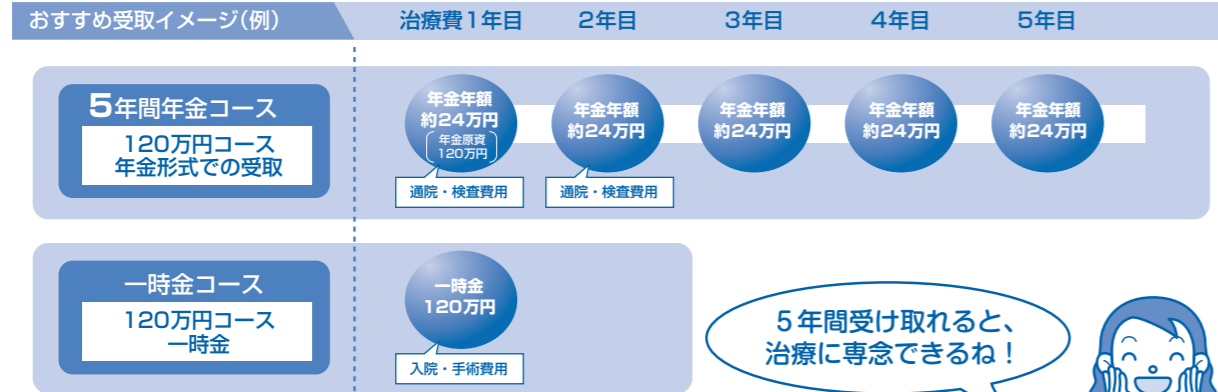 おすすめ受取イメージ(例)
治療費1年目 2年目 3年目 4年目 5年目
5年間年金コース
120万円コース
年金形式での受取
年金年額
約24万円
年金原資
120万円
通院・検査費用
年金年額
約24万円
通院・検査費用
年金年額
約24万円
年金年額
約24万円
年金年額
約24万円
一時金コース
120万円コース
一時金
一時金
120万円
入院・手術費用
5年間受け取れると、
治療に専念できるね!